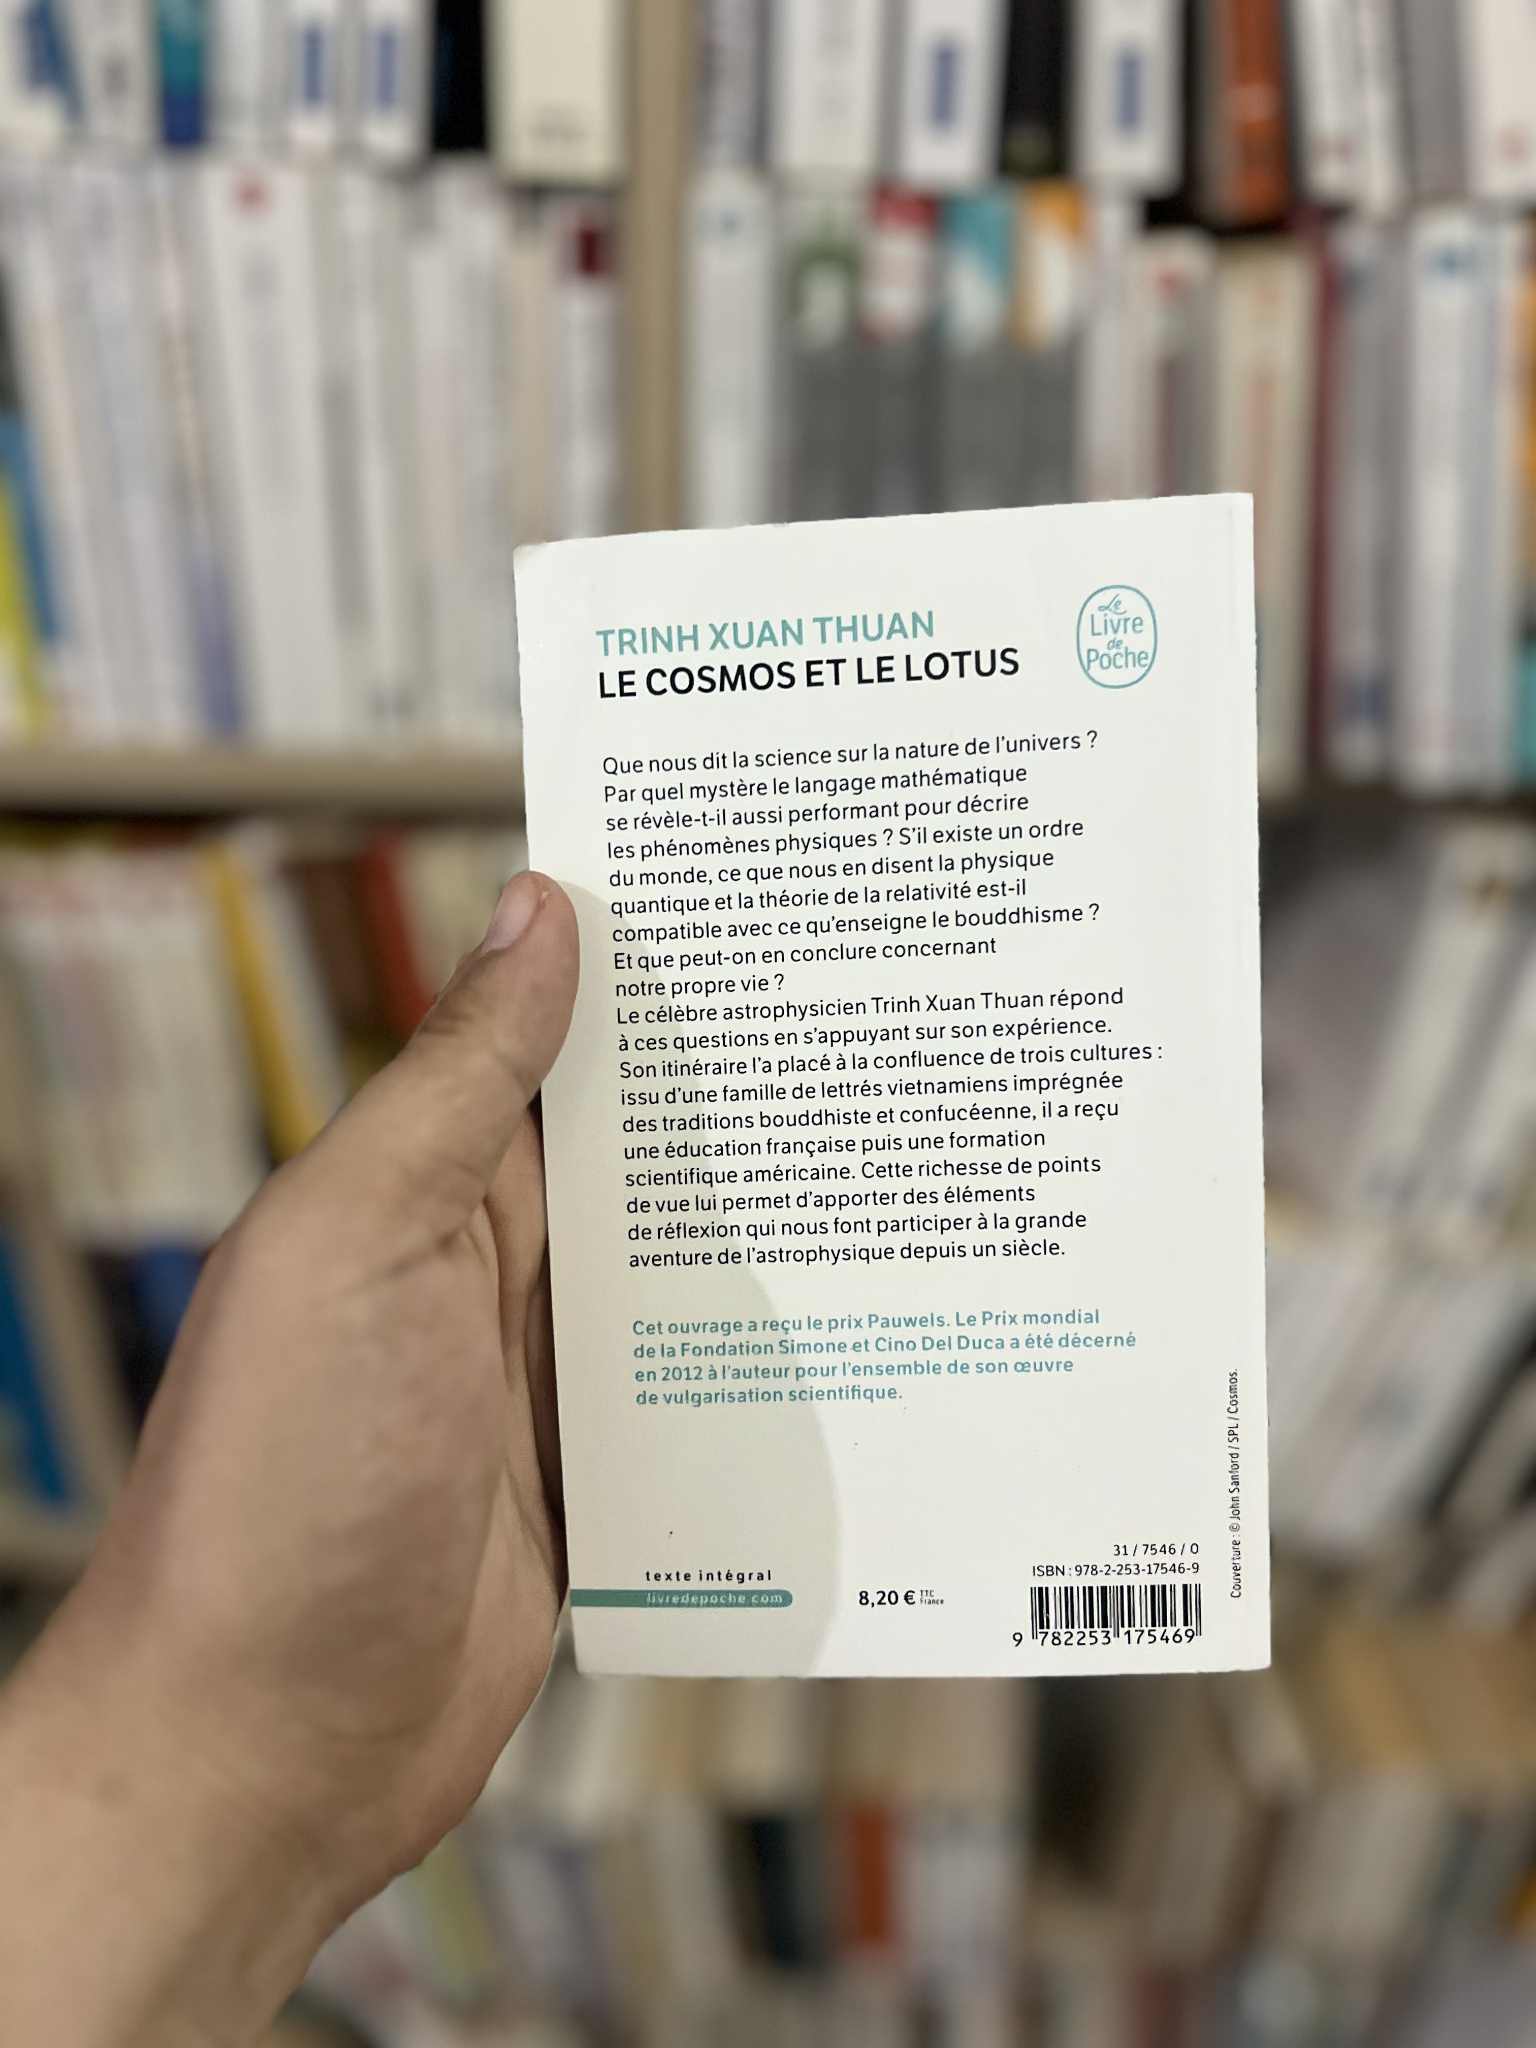 TRINH XUAN THUAN
LE COSMOS ET LE LOTUS
Le
Livre
de
Poche
Que nous dit la science sur la nature de l'univers ?
Par quel mystère le langage mathématique
se révèle-t-il aussi performant pour décrire
les phénomènes physiques ? S'il existe un ordre
du monde, ce que nous en disent la physique
quantique et la théorie de la relativité est-il
compatible avec ce qu'enseigne le bouddhisme ?
Et que peut-on en conclure concernant
notre propre vie ?
Le célèbre astrophysicien Trinh Xuan Thuan répond
à ces questions en s'appuyant sur son expérience.
Son itinéraire l'a placé à la confluence de trois cultures :
issu d'une famille de lettrés vietnamiens imprégnée
des traditions bouddhiste et confucéenne, il a reçu
une éducation française puis une formation
scientifique américaine. Cette richesse de points
de vue lui permet d'apporter des éléments
de réflexion qui nous font participer à la grande
aventure de l'astrophysique depuis un siècle.
Cet ouvrage a reçu le prix Pauwels. Le Prix mondial
de la Fondation Simone et Cino Del Duca a été décerné
en 2012 à l'auteur pour l'ensemble de son œuvre
de vulgarisation scientifique.
texte intégral
livredepoche.com
8,20 € TTC
France
31 / 7546 / 0
ISBN : 978-2-253-17546-9
9 782253 175469
Couverture : © John Sanford / SPL / Cosmos.